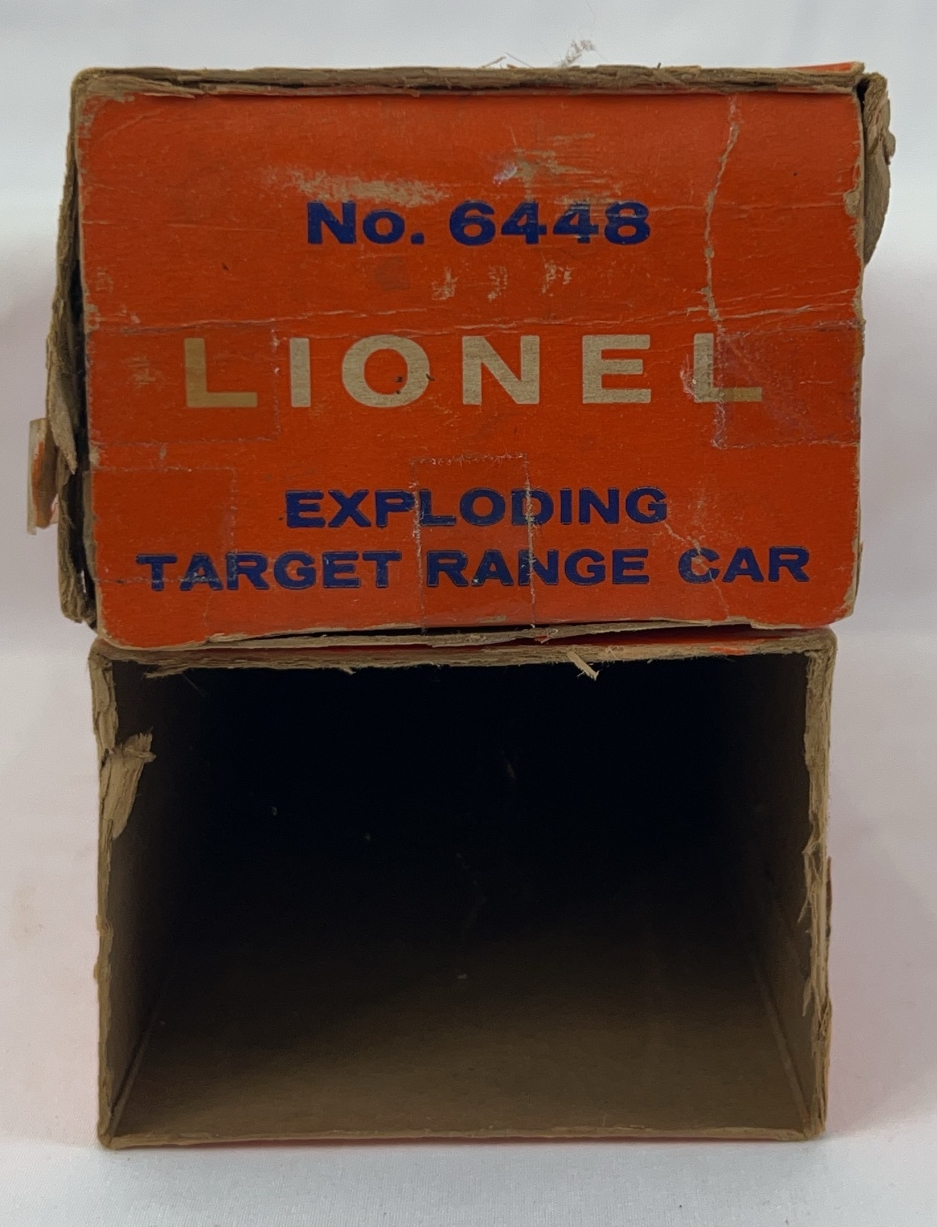 No. 6448
LIONEL
EXPLODING
TARGET RANGE CAR